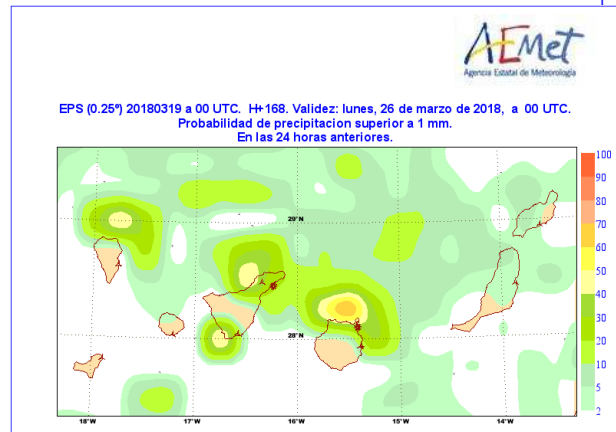 AEMet
Agencia Estatal de Meteorología
EPS (0.25º) 20180319 a 00 UTC. H+168. Validez: lunes, 26 de marzo de 2018, a 00 UTC.
Probabilidad de precipitacion superior a 1 mm.
En las 24 horas anteriores.
100
90
80
70
60
50
40
30
20
10
5
2
29°N
28°N
18°W
17°W
16°W
15°W
14°W